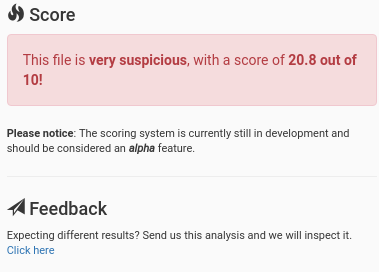 Score
This file is very suspicious, with a score of 20.8 out of
10!
Please notice: The scoring system is currently still in development and
should be considered an alpha feature.
Feedback
Expecting different results? Send us this analysis and we will inspect it.
Click here